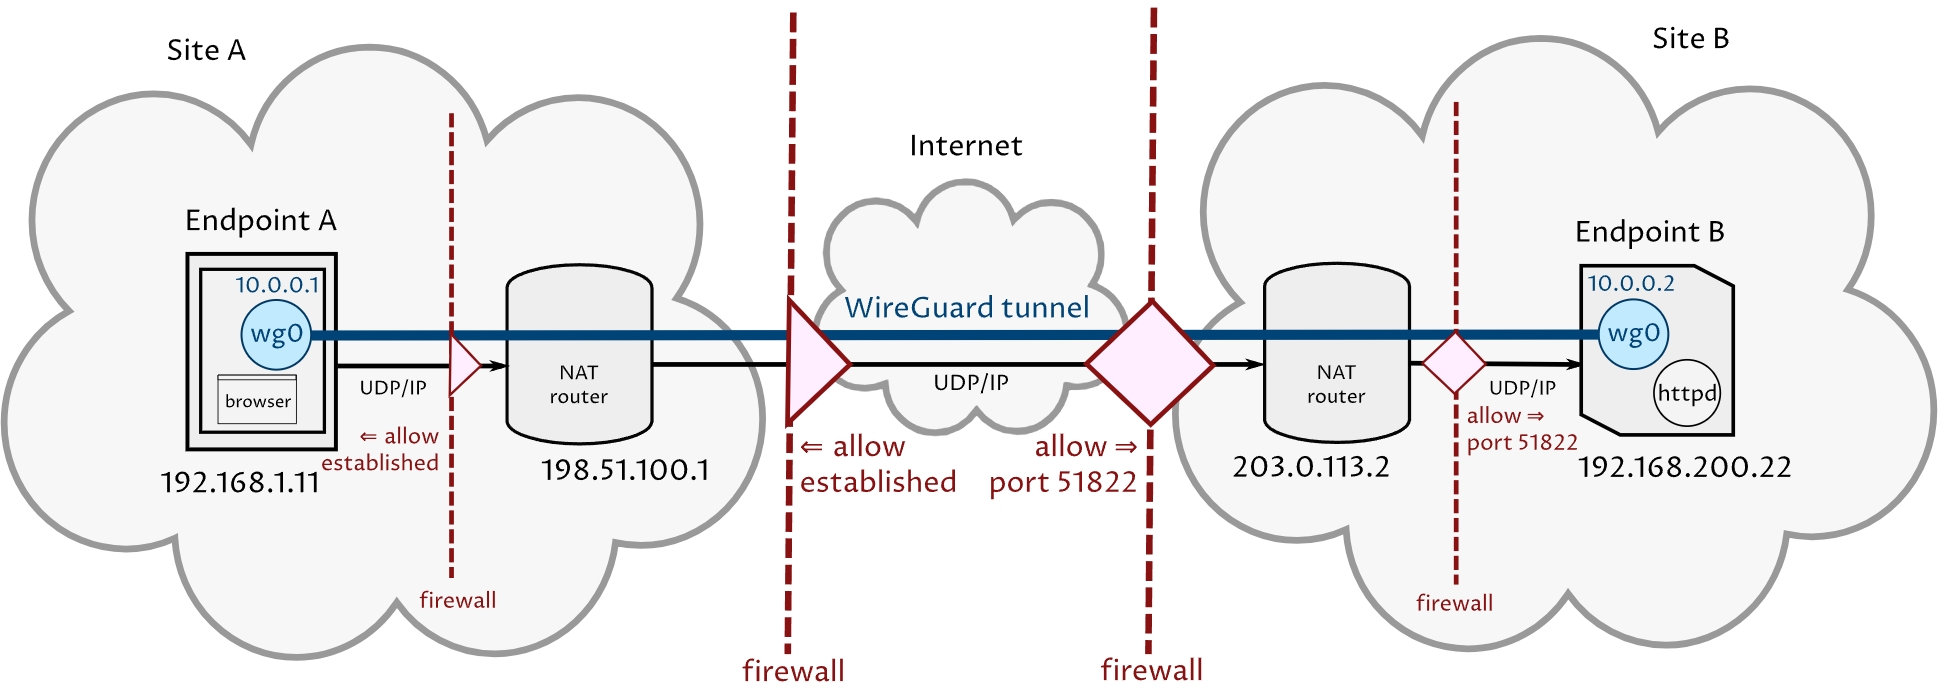 Site A
Endpoint A
10.0.0.1
wg0
browser
192.168.1.11
UDP/IP
⇐ allow
established
firewall
NAT
router
198.51.100.1
firewall
⇐ allow
established
Internet
WireGuard tunnel
UDP/IP
allow ⇒
port 51822
firewall
Site B
NAT
router
203.0.113.2
UDP/IP
allow ⇒
port 51822
firewall
Endpoint B
10.0.0.2
wg0
httpd
192.168.200.22